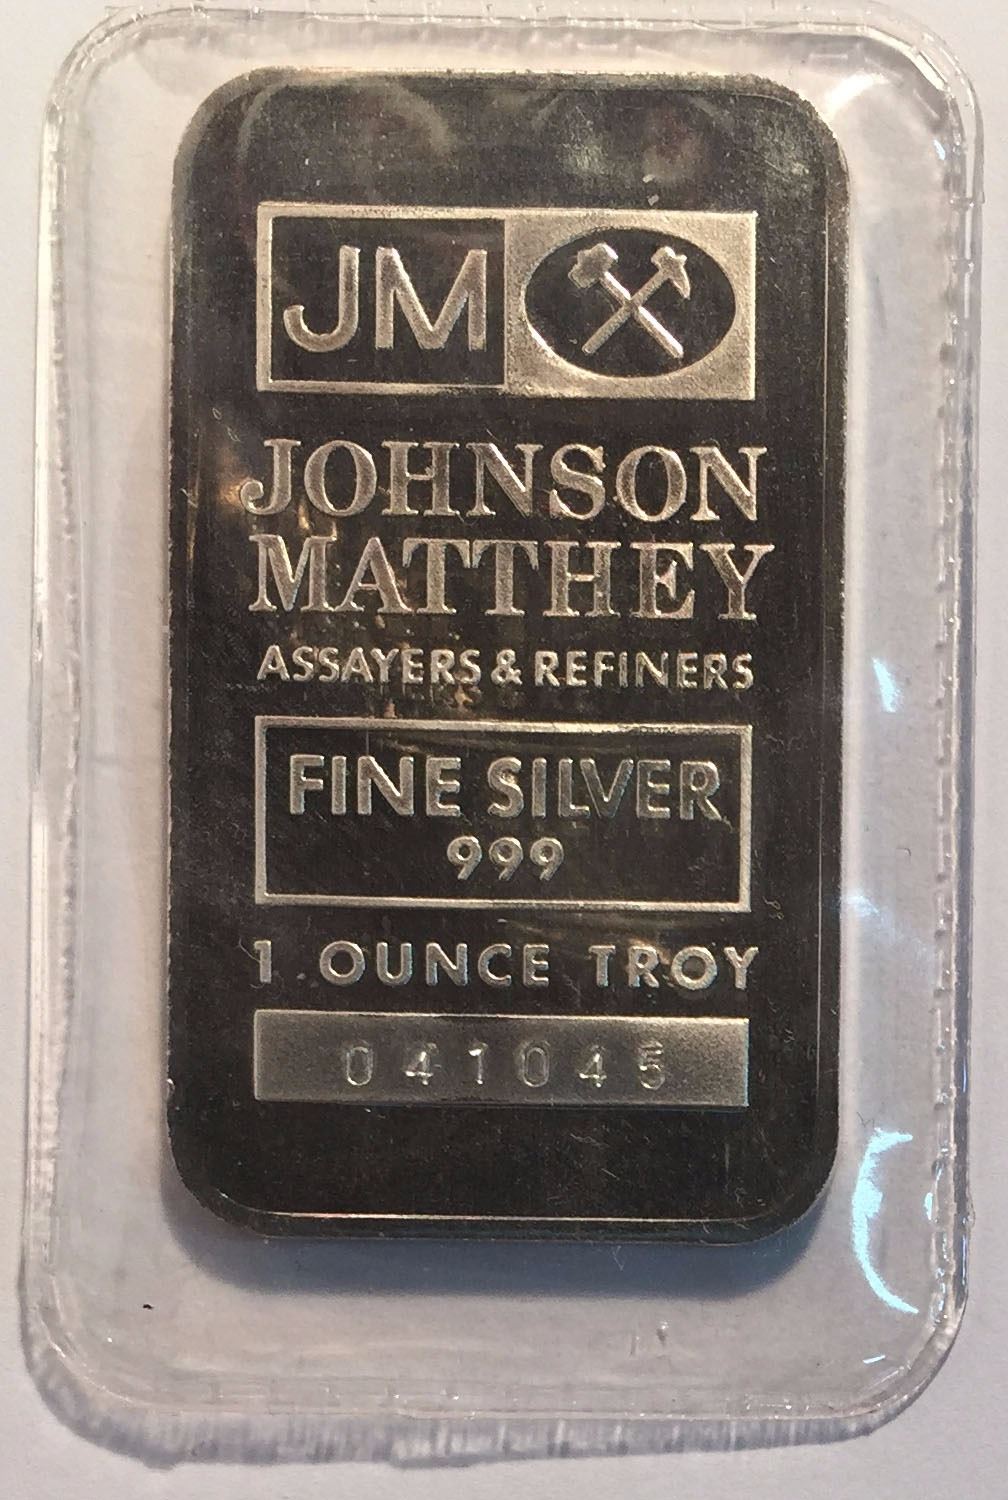 JM
JOHNSON
MATTHEY
ASSAYERS & REFINERS
FINE SILVER
999
1 OUNCE TROY
041045